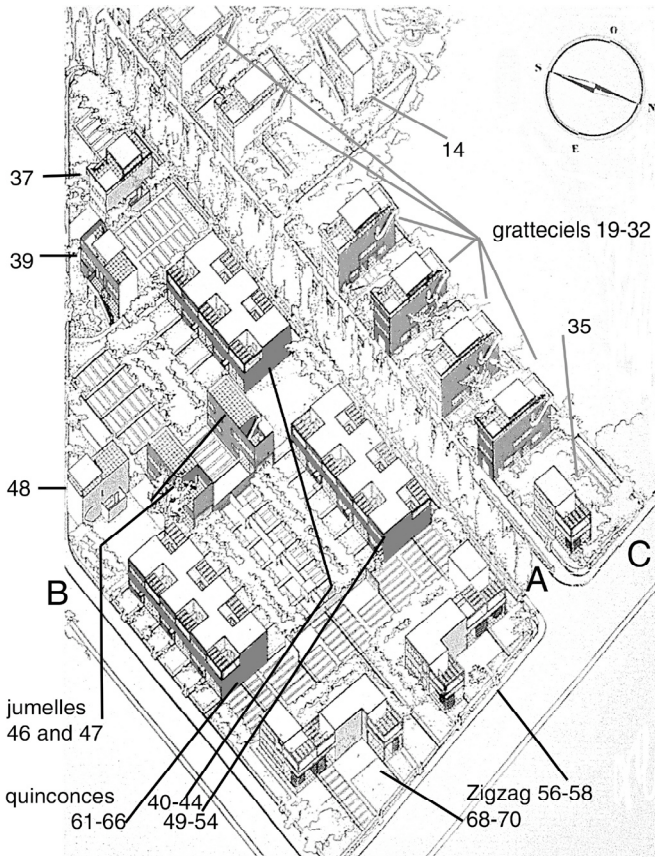 O
S
N
E
14
37
gratteciels 19-32
39
35
48
C
A
B
jumelles
46 and 47
quinconces
40-44
61-66
49-54
Zigzag 56-58
68-70